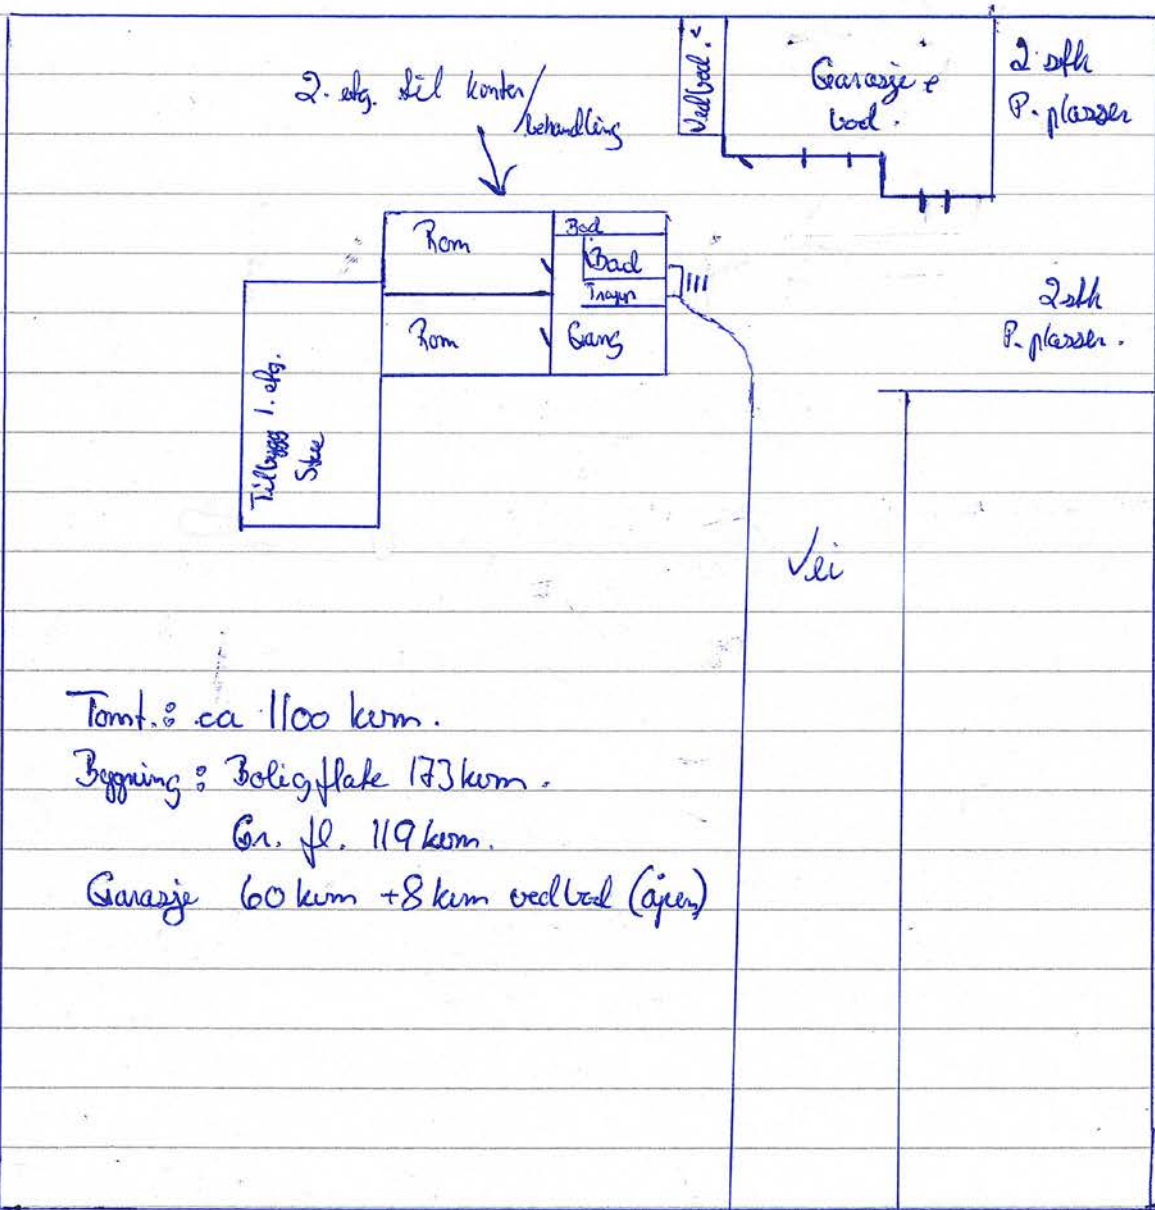 2. etg. til kontor/
behandling
Vedbod.
Garasje &
bod.
2 stk
P. plasser
Rom
Bod
Bad
Trapp
Rom
Gang
2 stk
P. plasser.
Tilbygg 1. etg.
Stue
Vei
Tomt.: ca 1100 kvm.
Bygning: Boligflate 173 kvm.
Gr. fl. 119 kvm.
Garasje 60 kvm + 8 kvm vedbod (åpen)